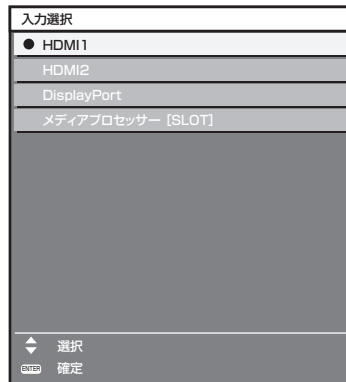 入力選択
HDMI1
HDMI2
DisplayPort
メディアプロセッサー [SLOT]
選択
ENTER 確定